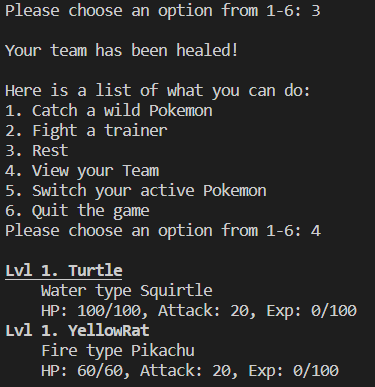 Please choose an option from 1-6: 3
Your team has been healed!
Here is a list of what you can do:
1. Catch a wild Pokemon
2. Fight a trainer
3. Rest
4. View your Team
5. Switch your active Pokemon
6. Quit the game
Please choose an option from 1-6: 4
Lvl 1. Turtle
Water type Squirtle
HP: 100/100, Attack: 20, Exp: 0/100
Lvl 1. YellowRat
Fire type Pikachu
HP: 60/60, Attack: 20, Exp: 0/100